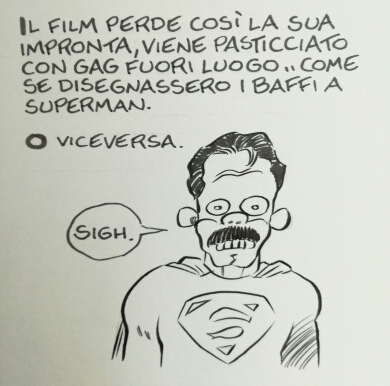 IL FILM PERDE COSÌ LA SUA
IMPRONTA, VIENE PASTICCIATO
CON GAG FUORI LUOGO.. COME
SE DISEGNASSERO I BAFFI A
SUPERMAN.
O VICEVERSA.
SIGH.
S